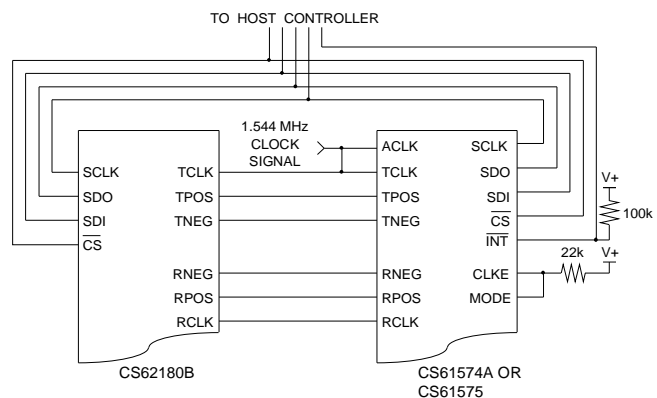 TO HOST CONTROLLER
1.544 MHz
CLOCK
SIGNAL
SCLK
SDO
SDI
CS
TCLK
TPOS
TNEG
RNEG
RPOS
RCLK
ACLK
TCLK
TPOS
TNEG
RNEG
RPOS
RCLK
SCLK
SDO
SDI
CS
INT
CLKE
MODE
V+
100k
22k
V+
CS62180B
CS61574A OR
CS61575